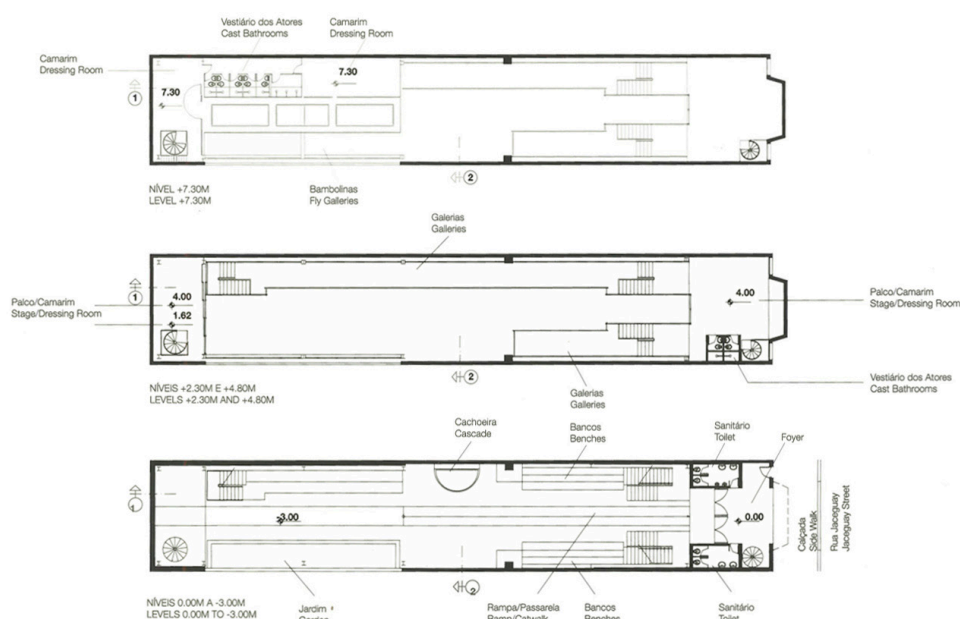 Vestiário dos Atores
Cast Bathrooms
Camarim
Dressing Room
Camarim
Dressing Room
7.30
7.30
1
2
NÍVEL +7.30M
LEVEL +7.30M
Bambolinas
Fly Galleries
Galerias
Galleries
1
Palco/Camarim
Stage/Dressing Room
4.00
1.62
4.00
Palco/Camarim
Stage/Dressing Room
2
NÍVEIS +2.30M E +4.80M
LEVELS +2.30M AND +4.80M
Galerias
Galleries
Vestiário dos Atores
Cast Bathrooms
Cachoeira
Cascade
Bancos
Benches
Sanitário
Toilet
Foyer
1
-3.00
0.00
Calçada
Side Walk
Rua Jaceguay
Jaceguay Street
2
NÍVEIS 0.00M A -3.00M
LEVELS 0.00M TO -3.00M
Jardim
Rampa/Passarela
Ramp/Catwalk
Bancos
Benches
Sanitário
Toilet